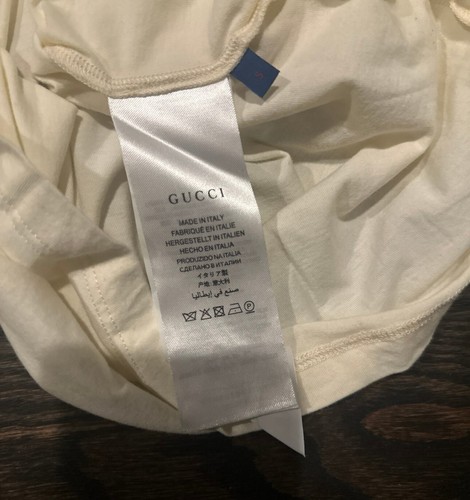 GUCCI
MADE IN ITALY
FABRIQUÉ EN ITALIE
HERGESTELLT IN ITALIEN
HECHO EN ITALIA
PRODUZIDO NA ITALIA
СДЕЛАНО В ИТАЛИИ
イタリア製
产地：意大利
صنع في إيطاليا